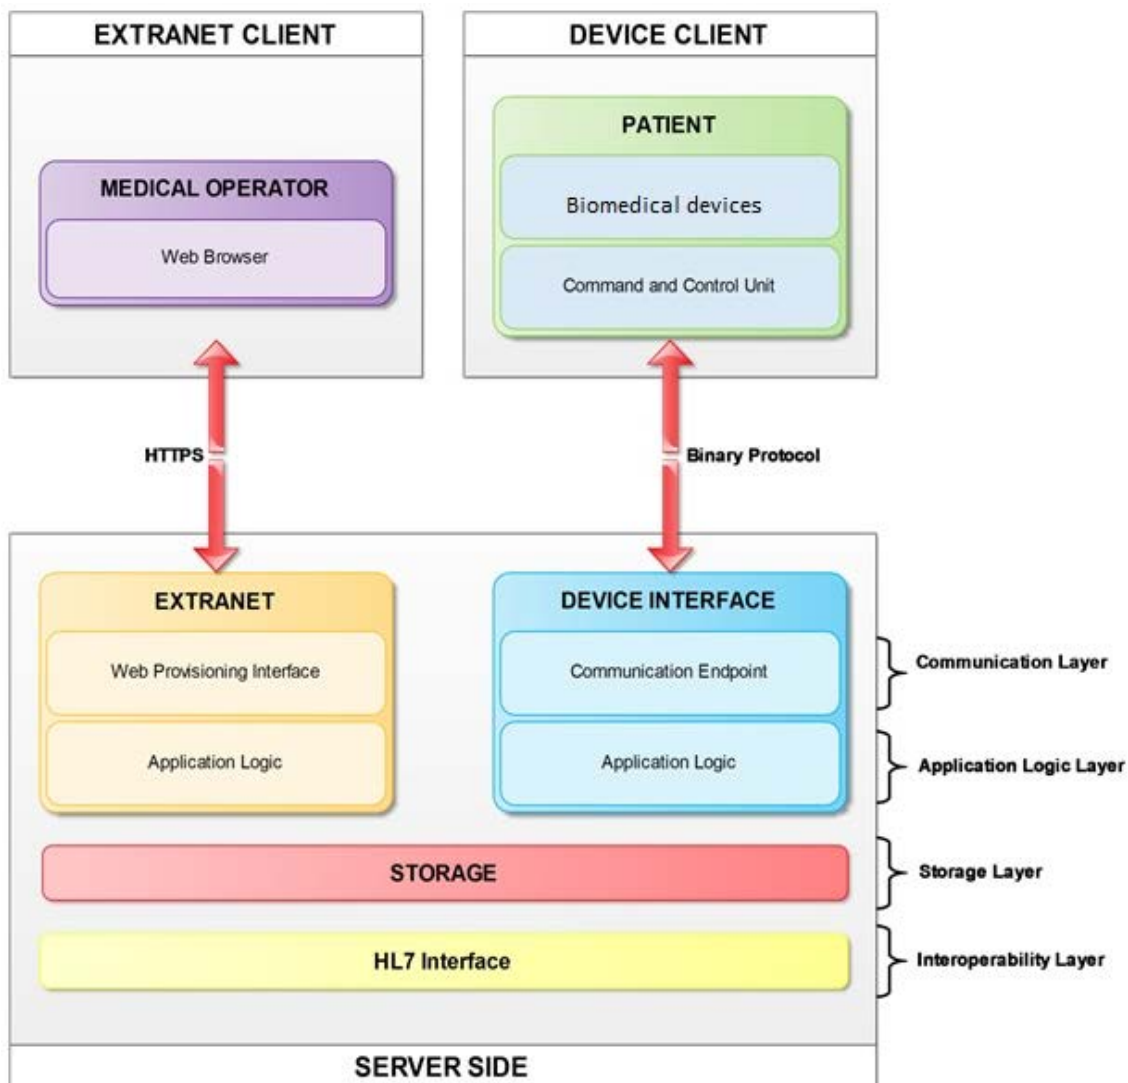 EXTRANET CLIENT
DEVICE CLIENT
PATIENT
MEDICAL OPERATOR
Biomedical devices
Web Browser
Command and Control Unit
HTTPS
Binary Protocol
EXTRANET
DEVICE INTERFACE
Web Provisioning Interface
Communication Endpoint
Communication Layer
Application Logic
Application Logic
Application Logic Layer
STORAGE
Storage Layer
HL7 Interface
Interoperability Layer
SERVER SIDE